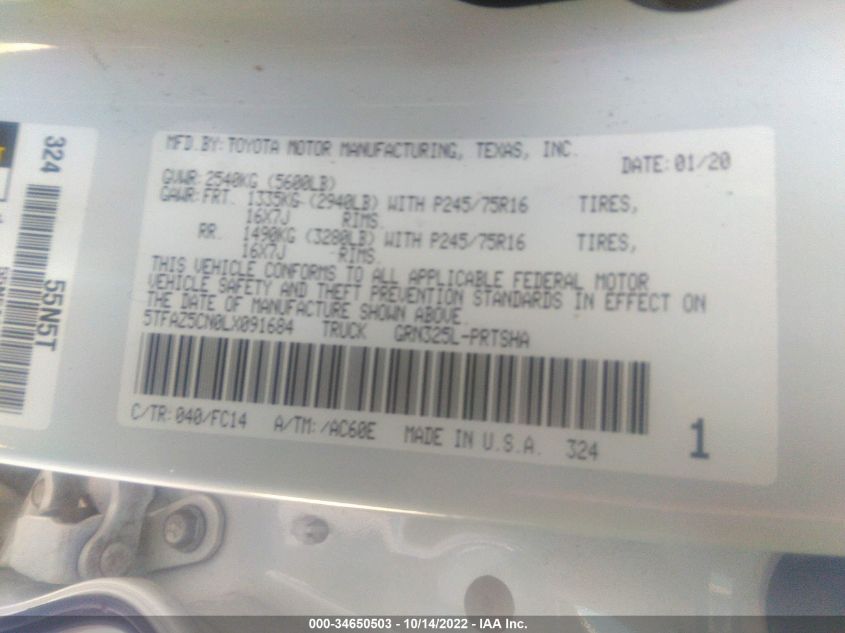 MFD.BY:TOYOTA MOTOR MANUFACTURING, TEXAS, INC. DATE:01/20
GVWR:2540KG (5600LB)
GAWR:FRT. 1335KG (2940LB) WITH P245/75R16 TIRES,
16X7J RIMS.
RR. 1490KG (3280LB) WITH P245/75R16 TIRES,
16X7J RIMS.
THIS VEHICLE CONFORMS TO ALL APPLICABLE FEDERAL MOTOR
VEHICLE SAFETY AND THEFT PREVENTION STANDARDS IN EFFECT ON
THE DATE OF MANUFACTURE SHOWN ABOVE.
5TFAZ5CN0LX091684 TRUCK GRN325L-PRTSHA
C/TR:040/FC14 A/TM:/AC60E MADE IN U.S.A. 324 1
324
55N5T
000-34650503 - 10/14/2022 - IAA Inc.